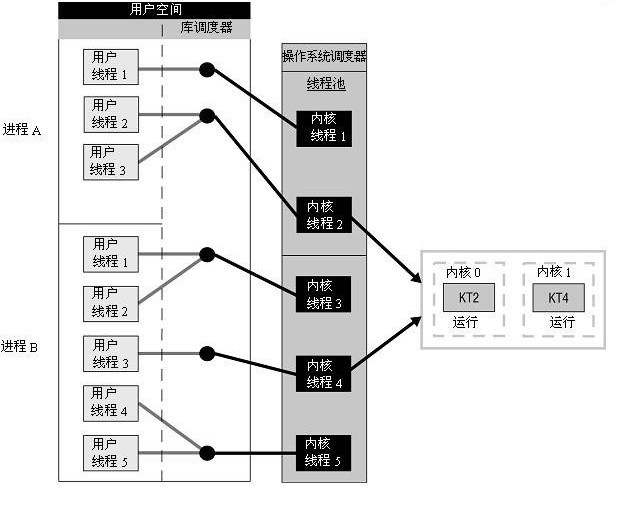 用户空间
库调度器
操作系统调度器
线程池
进程A
用户
线程 1
用户
线程 2
用户
线程 3
进程B
用户
线程 1
用户
线程 2
用户
线程 3
用户
线程 4
用户
线程 5
内核
线程 1
内核
线程 2
内核
线程 3
内核
线程 4
内核
线程 5
内核 0
KT2
运行
内核 1
KT4
运行